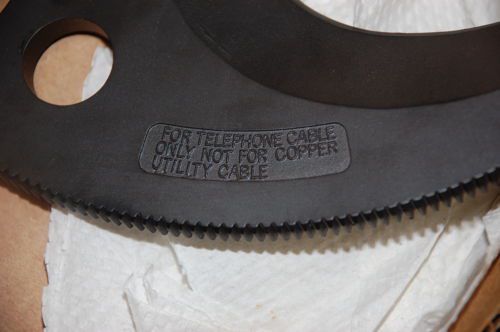 FOR TELEPHONE CABLE
ONLY NOT FOR COPPER
UTILITY CABLE